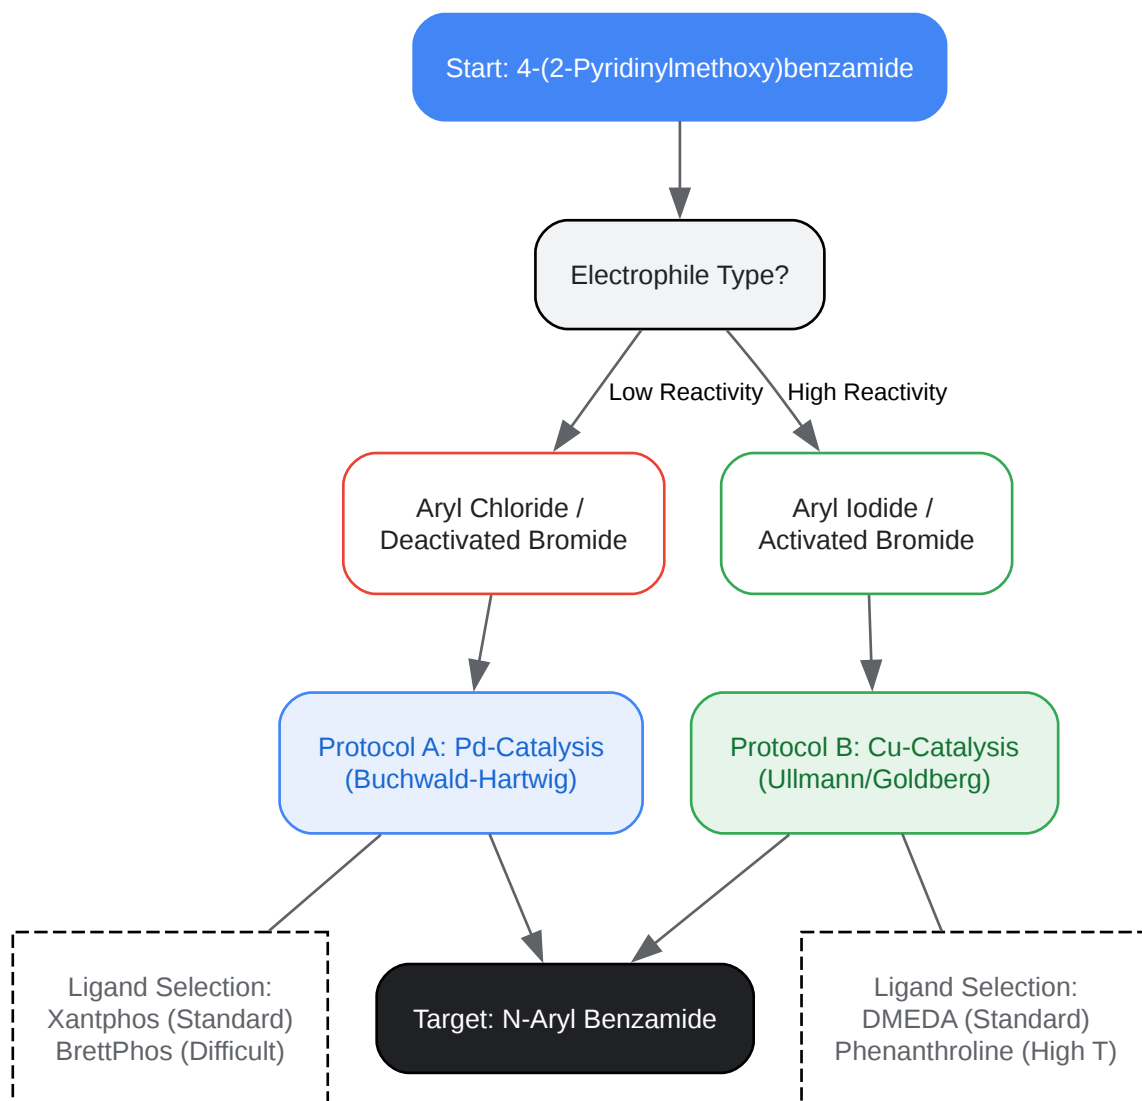 Start: 4-(2-Pyridinylmethoxy)benzamide
Electrophile Type?
Low Reactivity
High Reactivity
Aryl Chloride /
Deactivated Bromide
Aryl Iodide /
Activated Bromide
Protocol A: Pd-Catalysis
(Buchwald-Hartwig)
Protocol B: Cu-Catalysis
(Ullmann/Goldberg)
Ligand Selection:
Xantphos (Standard)
BrettPhos (Difficult)
Target: N-Aryl Benzamide
Ligand Selection:
DMEDA (Standard)
Phenanthroline (High T)